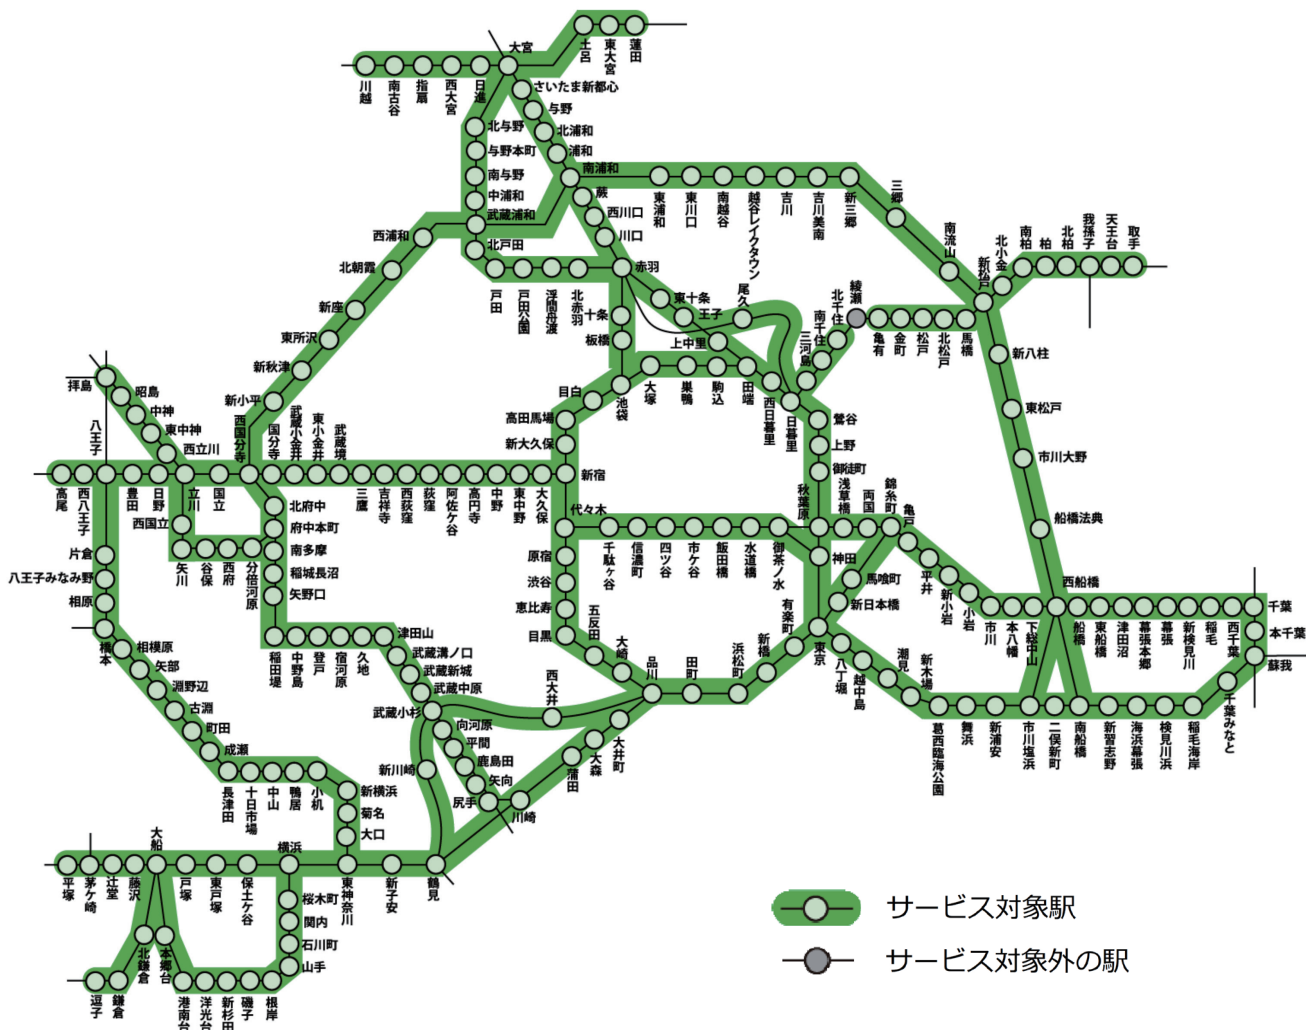 大宮
土呂
東大宮
蓮田
川越
南古谷
指扇
西大宮
日進
さいたま新都心
与野
北浦和
浦和
南浦和
北与野
与野本町
南与野
中浦和
武蔵浦和
北戸田
戸田
戸田公園
浮間舟渡
北赤羽
赤羽
蕨
西川口
川口
東浦和
東川口
南越谷
越谷レイクタウン
吉川
吉川美南
新三郷
三郷
南流山
新松戸
北小金
南柏
柏
北柏
我孫子
天王台
取手
西浦和
北朝霞
新座
東所沢
新秋津
新小平
西国分寺
十条
板橋
東十条
王子
上中里
尾久
三河島
南千住
北千住
綾瀬
亀有
金町
松戸
北松戸
馬橋
新八柱
東松戸
市川大野
船橋法典
西船橋
拝島
昭島
中神
東中神
西立川
八王子
高尾
西八王子
豊田
日野
立川
国立
国分寺
武蔵小金井
東小金井
武蔵境
三鷹
吉祥寺
西荻窪
荻窪
阿佐ケ谷
高円寺
中野
東中野
大久保
新宿
池袋
目白
高田馬場
新大久保
大塚
巣鴨
駒込
田端
西日暮里
日暮里
鶯谷
上野
御徒町
秋葉原
浅草橋
両国
錦糸町
亀戸
平井
新小岩
小岩
市川
本八幡
下総中山
船橋
東船橋
津田沼
幕張本郷
幕張
新検見川
稲毛
西千葉
千葉
本千葉
蘇我
代々木
千駄ヶ谷
信濃町
四ツ谷
市ケ谷
飯田橋
水道橋
御茶ノ水
神田
馬喰町
新日本橋
東京
有楽町
新橋
浜松町
田町
品川
大崎
五反田
目黒
恵比寿
渋谷
原宿
八丁堀
越中島
潮見
新木場
葛西臨海公園
舞浜
新浦安
市川塩浜
二俣新町
南船橋
新習志野
海浜幕張
検見川浜
稲毛海岸
千葉みなと
西国立
矢川
谷保
西府
分倍河原
北府中
府中本町
南多摩
稲城長沼
矢野口
稲田堤
中野島
登戸
宿河原
久地
津田山
武蔵溝ノ口
武蔵新城
武蔵中原
武蔵小杉
向河原
平間
鹿島田
矢向
尻手
川崎
新川崎
西大井
大井町
大森
蒲田
鶴見
片倉
八王子みなみ野
相原
橋本
相模原
矢部
淵野辺
古淵
町田
成瀬
長津田
十日市場
中山
鴨居
小机
新横浜
菊名
大口
東神奈川
新子安
平塚
茅ケ崎
辻堂
藤沢
大船
戸塚
東戸塚
保土ケ谷
横浜
桜木町
関内
石川町
山手
根岸
磯子
新杉田
洋光台
港南台
本郷台
北鎌倉
鎌倉
逗子
サービス対象駅
サービス対象外の駅